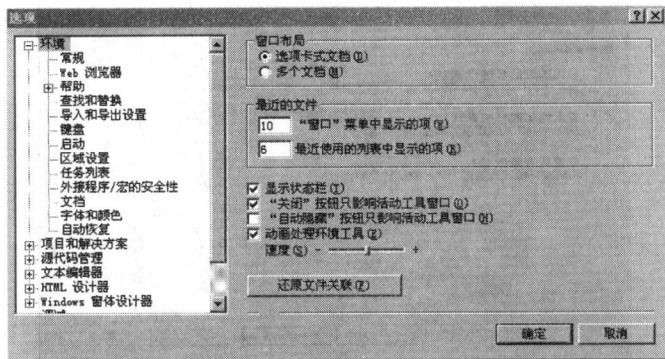 选项
环境
常规
Web 浏览器
帮助
查找和替换
导入和导出设置
键盘
启动
区域设置
任务列表
外接程序/宏的安全性
文档
字体和颜色
自动恢复
项目和解决方案
源代码管理
文本编辑器
HTML 设计器
Windows 窗体设计器
窗口布局
选项卡式文档(D)
多个文档(M)
最近的文件
10 “窗口”菜单中显示的项(W)
6 最近使用的列表中显示的项(R)
显示状态栏(T)
“关闭”按钮只影响活动工具窗口(O)
“自动隐藏”按钮只影响活动工具窗口(H)
动画处理环境工具(E)
速度(S) - +
还原文件关联(F)
确定
取消